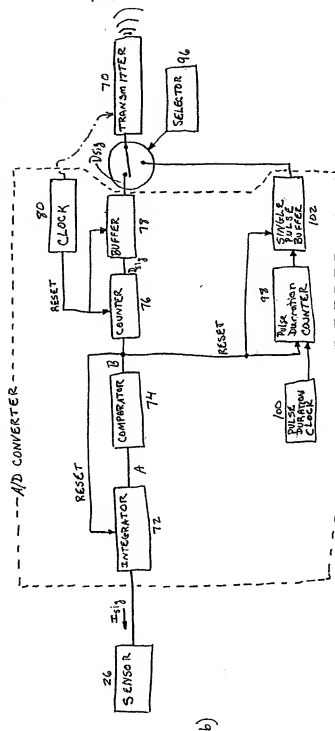 A/D CONVERTER
80
CLOCK
RESET
RESET
26
SENSOR
Isig
INTEGRATOR
72
A
COMPARATOR
74
B
COUNTER
76
Dsig
BUFFER
78
Dsig
70
TRANSMITTER
SELECTOR
96
RESET
100
PULSE
DURATION
CLOCK
98
Pulse
Duration
COUNTER
SINGLE
PULSE
BUFFER
102
b)